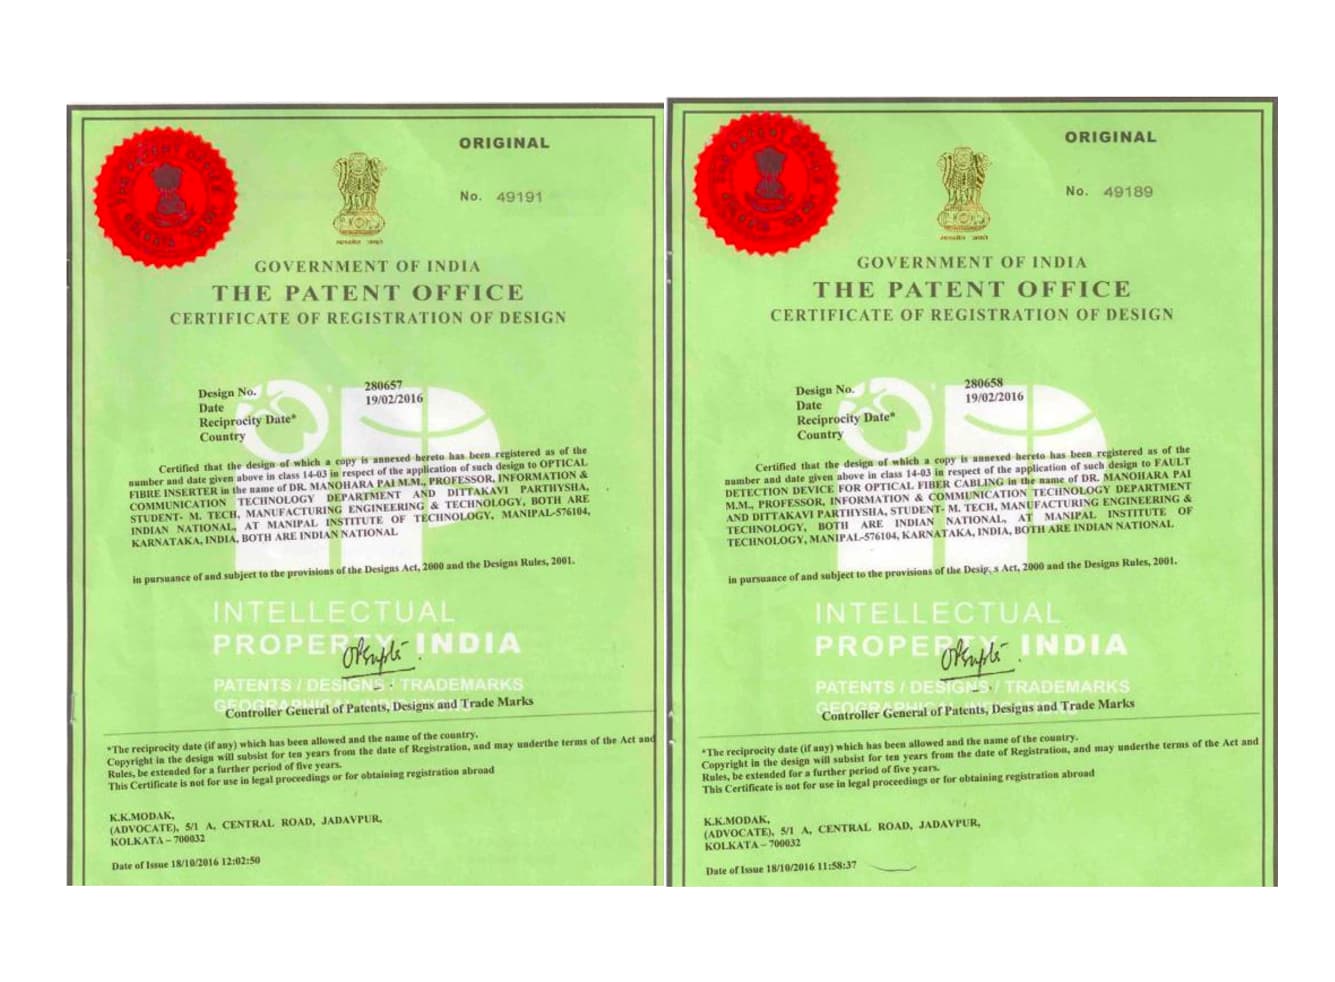 ORIGINAL
No. 49191
THE PATENT OFFICE
GOVERNMENT OF INDIA
THE PATENT OFFICE
CERTIFICATE OF REGISTRATION OF DESIGN
Design No. 280657
Date 19/02/2016
Reciprocity Date*
Country
Certified that the design of which a copy is annexed hereto has been registered as of the
number and date given above in class 14-03 in respect of the application of such design to OPTICAL
FIBRE INSERTER in the name of DR. MANOHARA PAI M.M., PROFESSOR, INFORMATION &
COMMUNICATION TECHNOLOGY DEPARTMENT AND DITTAKAVI PARTHYSHA,
STUDENT- M. TECH, MANUFACTURING ENGINEERING & TECHNOLOGY, BOTH ARE
INDIAN NATIONAL, AT MANIPAL INSTITUTE OF TECHNOLOGY, MANIPAL-576104,
KARNATAKA, INDIA, BOTH ARE INDIAN NATIONAL
in pursuance of and subject to the provisions of the Designs Act, 2000 and the Designs Rules, 2001.
INTELLECTUAL
PROPERTY INDIA
PATENTS / DESIGNS / TRADEMARKS
Controller General of Patents, Designs and Trade Marks
*The reciprocity date (if any) which has been allowed and the name of the country.
Copyright in the design will subsist for ten years from the date of Registration, and may underthe terms of the Act and
Rules, be extended for a further period of five years.
This Certificate is not for use in legal proceedings or for obtaining registration abroad
K.K.MODAK,
(ADVOCATE), 5/1 A, CENTRAL ROAD, JADAVPUR,
KOLKATA – 700032
Date of Issue 18/10/2016 12:02:50
ORIGINAL
No. 49189
THE PATENT OFFICE
GOVERNMENT OF INDIA
THE PATENT OFFICE
CERTIFICATE OF REGISTRATION OF DESIGN
Design No. 280658
Date 19/02/2016
Reciprocity Date*
Country
Certified that the design of which a copy is annexed hereto has been registered as of the
number and date given above in class 14-03 in respect of the application of such design to FAULT
DETECTION DEVICE FOR OPTICAL FIBER CABLING in the name of DR. MANOHARA PAI
M.M., PROFESSOR, INFORMATION & COMMUNICATION TECHNOLOGY DEPARTMENT
AND DITTAKAVI PARTHYSHA, STUDENT- M. TECH, MANUFACTURING ENGINEERING &
TECHNOLOGY, BOTH ARE INDIAN NATIONAL, AT MANIPAL INSTITUTE OF
TECHNOLOGY, MANIPAL-576104, KARNATAKA, INDIA, BOTH ARE INDIAN NATIONAL
in pursuance of and subject to the provisions of the Designs Act, 2000 and the Designs Rules, 2001.
INTELLECTUAL
PROPERTY INDIA
PATENTS / DESIGNS / TRADEMARKS
Controller General of Patents, Designs and Trade Marks
*The reciprocity date (if any) which has been allowed and the name of the country.
Copyright in the design will subsist for ten years from the date of Registration, and may underthe terms of the Act and
Rules, be extended for a further period of five years.
This Certificate is not for use in legal proceedings or for obtaining registration abroad
K.K.MODAK,
(ADVOCATE), 5/1 A, CENTRAL ROAD, JADAVPUR,
KOLKATA – 700032
Date of Issue 18/10/2016 11:58:37